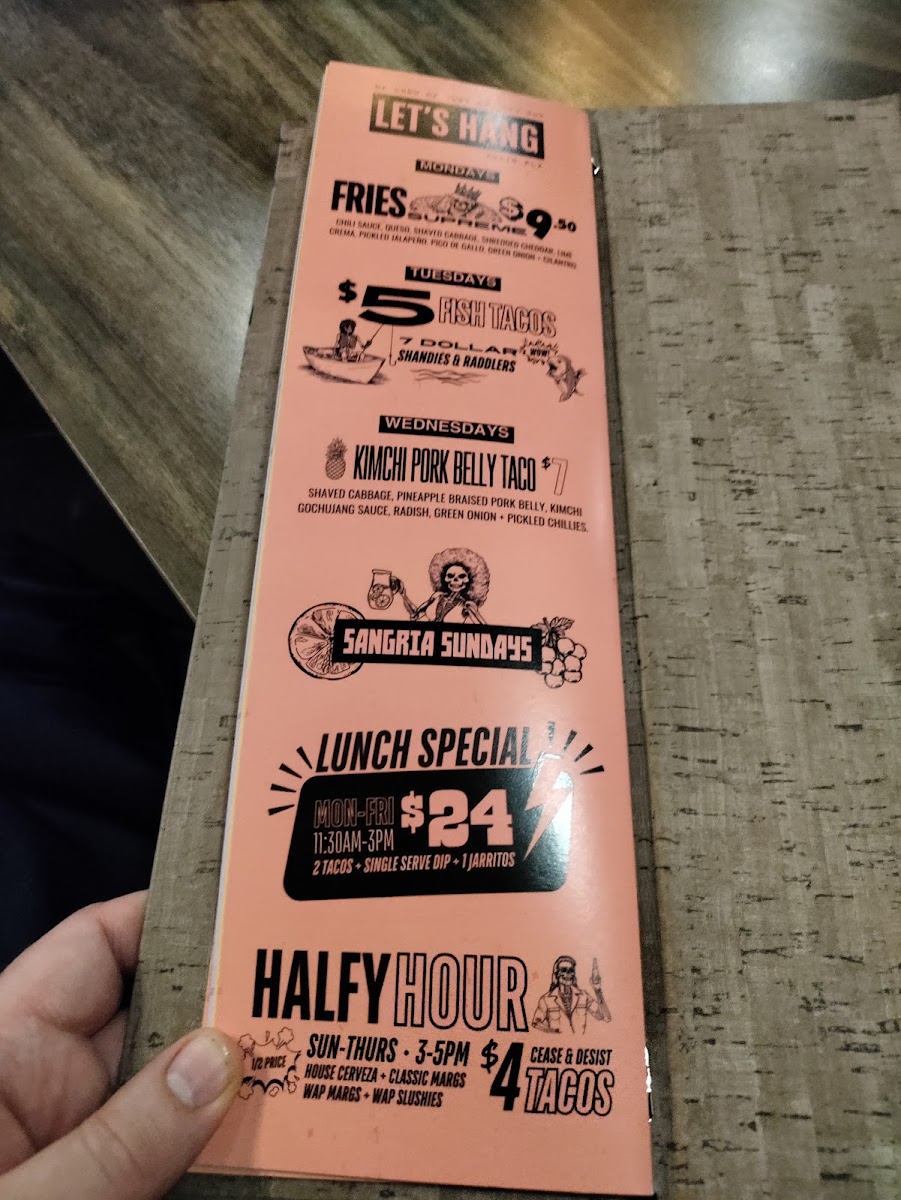 LET'S HANG
MONDAYS
FRIES SUPREME $9.50
CHILI SAUCE, QUESO, SHAVED CABBAGE, SHREDDED CHEDDAR, LIME
CREMA, PICKLED JALAPEÑO, PICO DE GALLO, GREEN ONION + CILANTRO
TUESDAYS
$5 FISH TACOS
7 DOLLAR
SHANDIES & RADDLERS
WOW!
WEDNESDAYS
KIMCHI PORK BELLY TACO $7
SHAVED CABBAGE, PINEAPPLE BRAISED PORK BELLY, KIMCHI
GOCHUJANG SAUCE, RADISH, GREEN ONION + PICKLED CHILLIES.
SANGRIA SUNDAYS
LUNCH SPECIAL
MON-FRI $24
11:30AM-3PM
2 TACOS + SINGLE SERVE DIP + 1 JARRITOS
HALFY HOUR
1/2 PRICE
SUN-THURS · 3-5PM
HOUSE CERVEZA + CLASSIC MARGS
WAP MARGS + WAP SLUSHIES
$4 CEASE & DESIST
TACOS